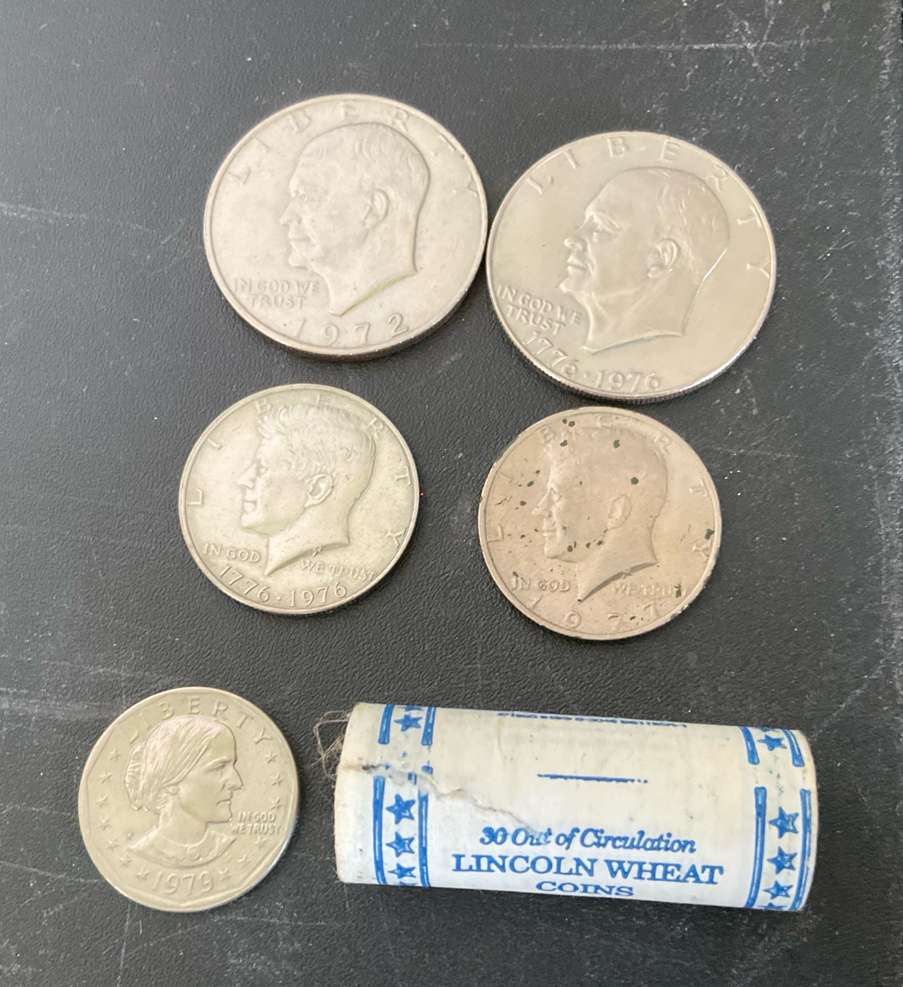 LIBERTY
IN GOD WE
TRUST
1972
LIBERTY
IN GOD WE
TRUST
1776·1976
LIBERTY
IN GOD WE TRUST
1776·1976
LIBERTY
IN GOD WE TRUST
1977
LIBERTY
IN GOD
WE TRUST
1979
30 Out of Circulation
LINCOLN WHEAT
COINS